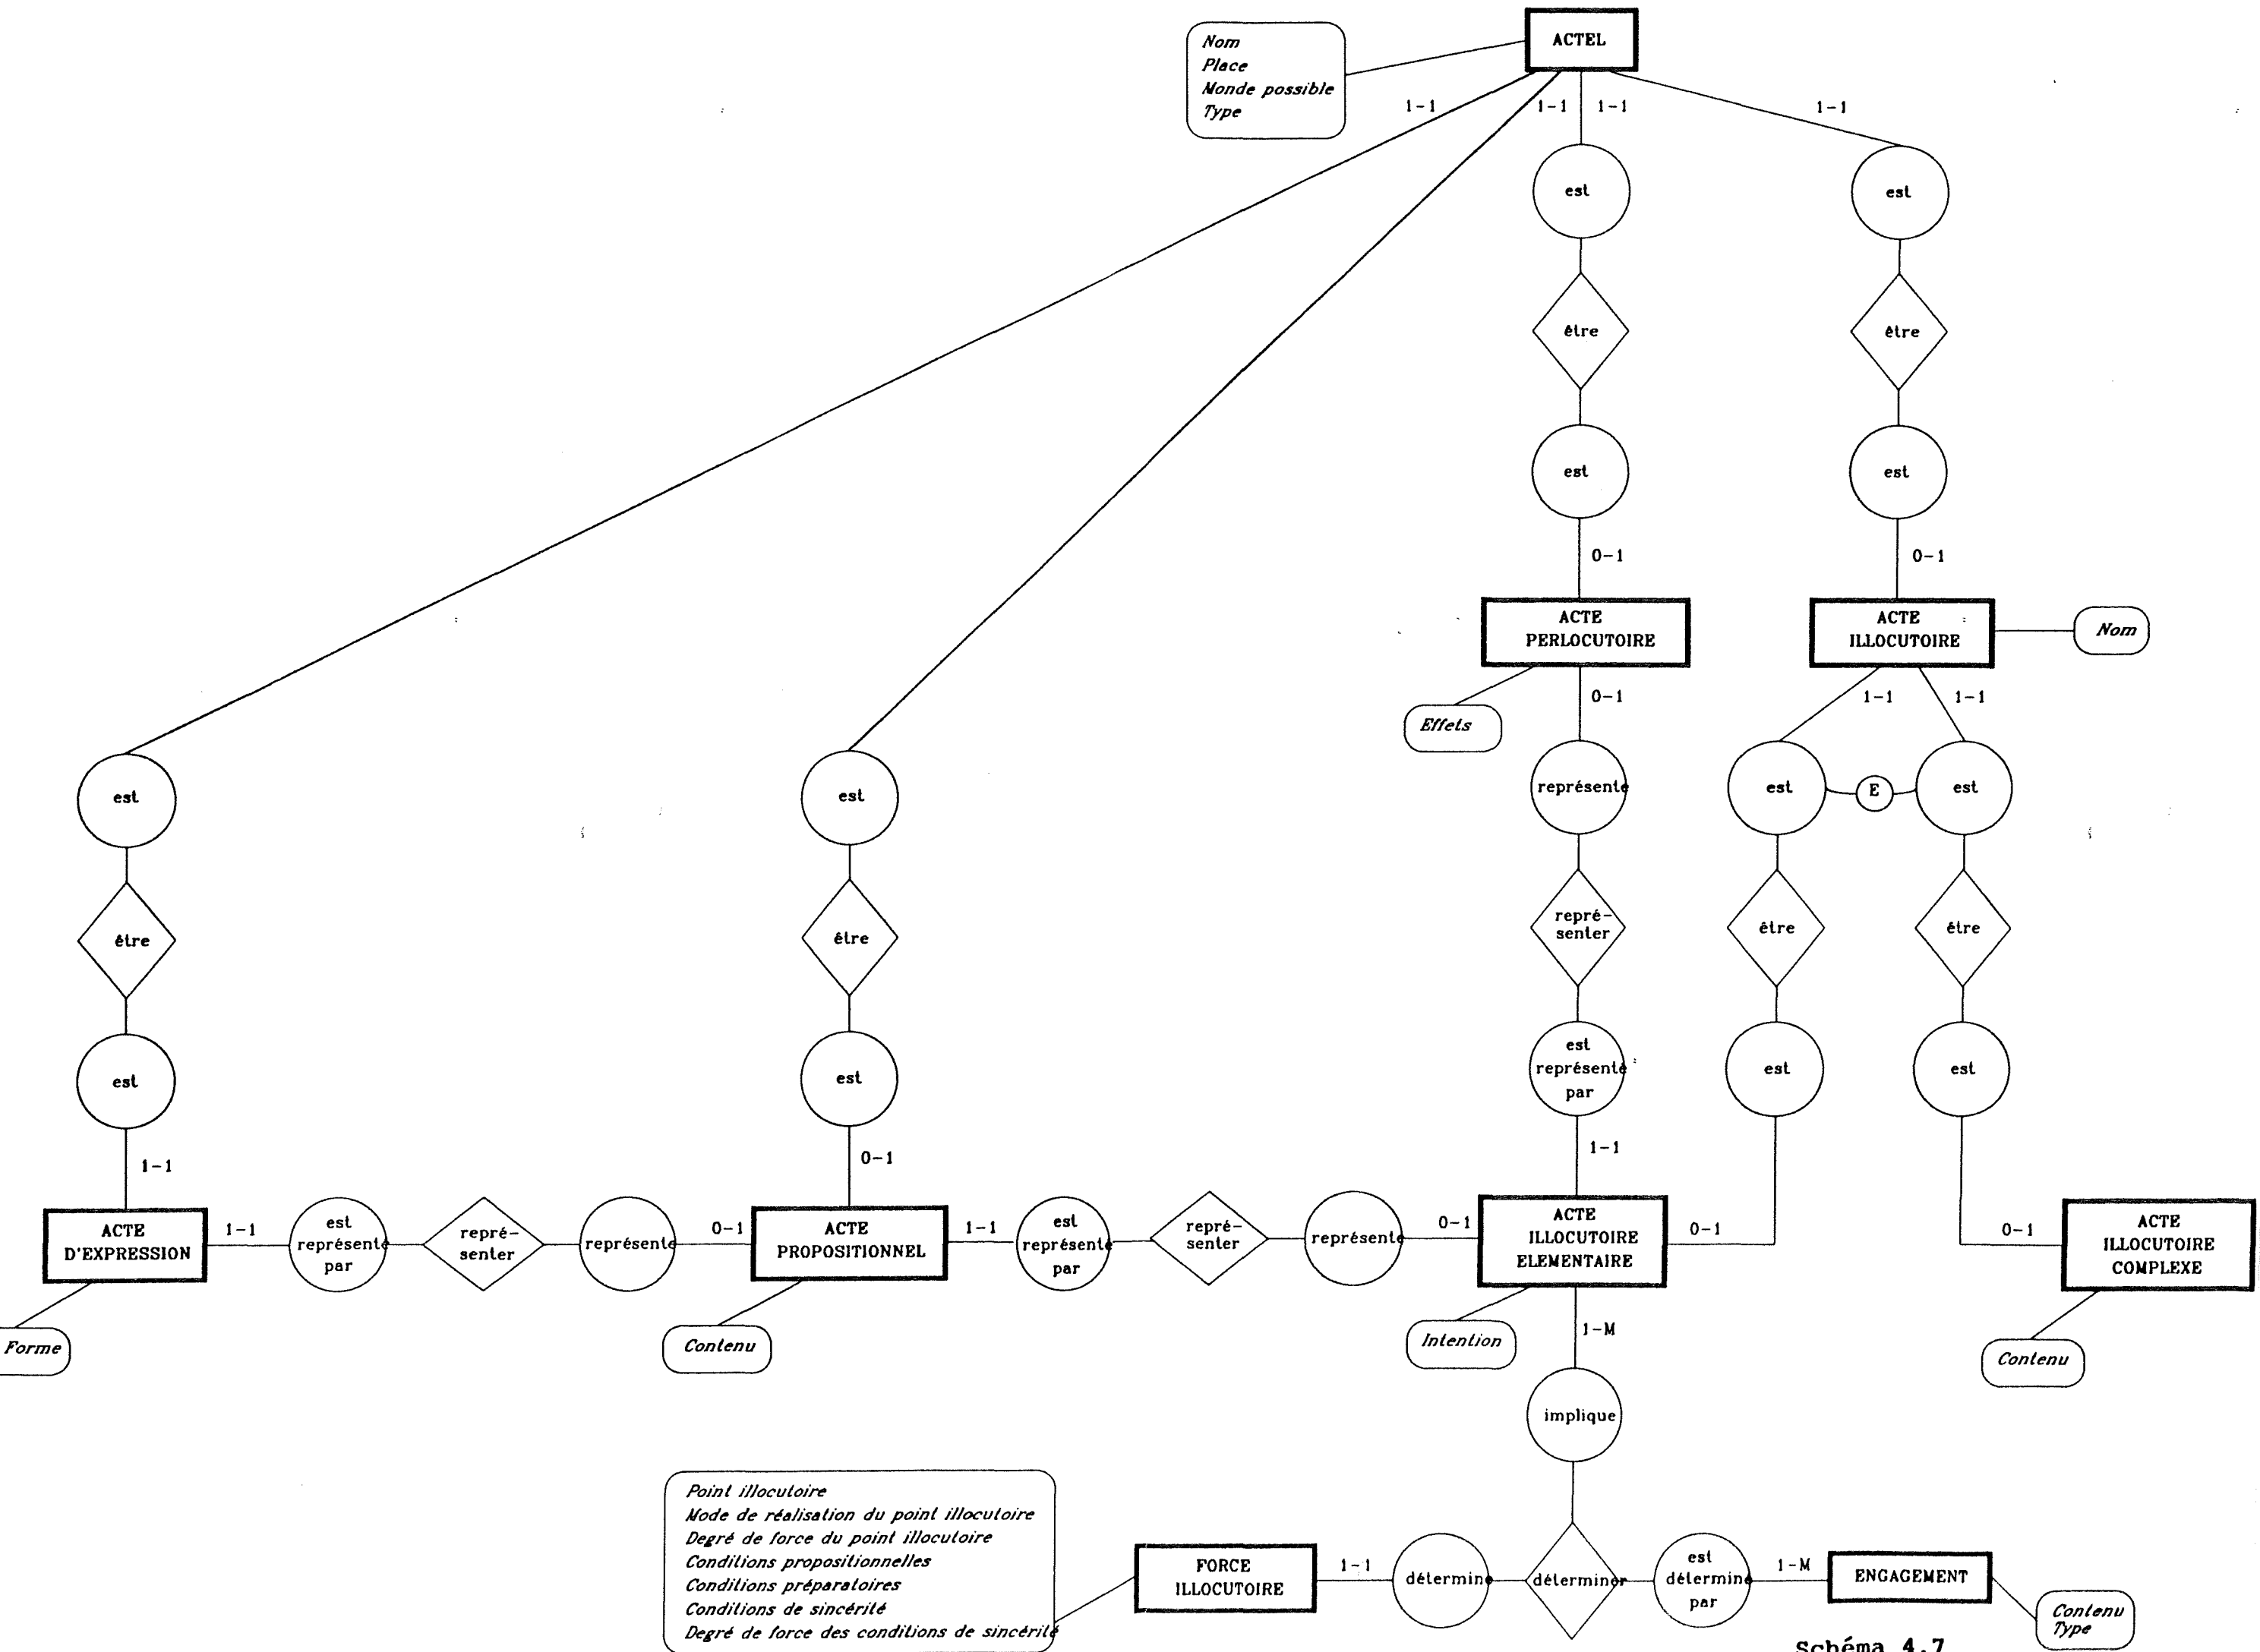 ACTEL
Nom
Place
Monde possible
Type
1-1
1-1
1-1
1-1
est
est
être
être
est
est
0-1
0-1
ACTE
PERLOCUTOIRE
ACTE
ILLOCUTOIRE
Nom
Effets
0-1
1-1
1-1
est
est
représente
est
E
est
être
être
repré-
senter
être
être
est
est
est
représenté
par
est
est
1-1
0-1
1-1
ACTE
D'EXPRESSION
1-1
est
représenté
par
repré-
senter
représente
0-1
ACTE
PROPOSITIONNEL
1-1
est
représenté
par
repré-
senter
représente
0-1
ACTE
ILLOCUTOIRE
ELEMENTAIRE
0-1
0-1
ACTE
ILLOCUTOIRE
COMPLEXE
Forme
Contenu
Intention
1-M
Contenu
implique
Point illocutoire
Mode de réalisation du point illocutoire
Degré de force du point illocutoire
Conditions propositionnelles
Conditions préparatoires
Conditions de sincérité
Degré de force des conditions de sincérité
FORCE
ILLOCUTOIRE
1-1
détermine
déterminer
est
déterminé
par
1-M
ENGAGEMENT
Contenu
Type
Schéma 4.7